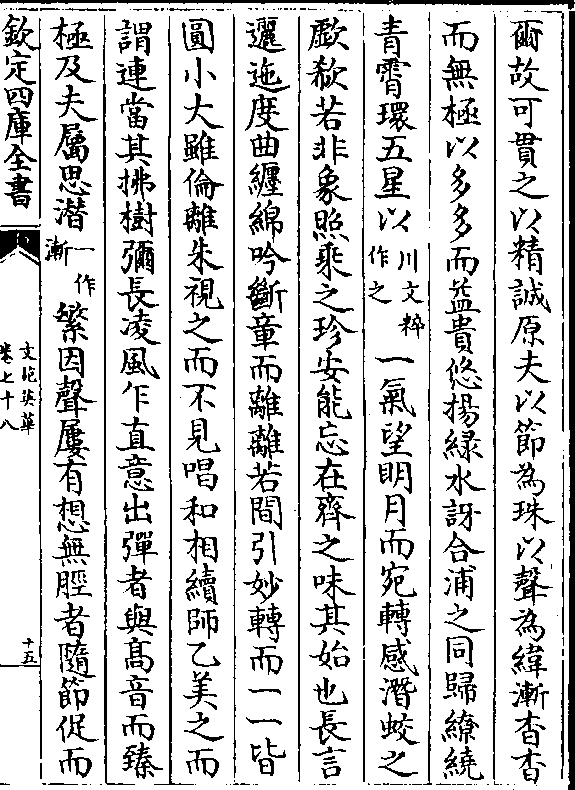 爾故可貫之以精誠原夫以節為珠以聲為緯漸杳杳
而無極以多多而益貴悠揚綠水訝合浦之同歸繚繞
青霄環五星以川文粹作之一氣望明月而宛轉感潛蛟之
歔欷若非象照乘之珍安能忘在齊之味其始也長言
邐迤度曲纏綿吟斷章而離離若間引妙轉而一一皆
圓小大雖倫離朱視之而不見唱和相續師乙美之而
謂連當其拂樹彌長凌風乍直意出彈者與髙音而臻
極及夫屬思潛一作漸縈因聲屢有想無脛者隨節促而
欽定四庫全書
文苑英華
卷七十八
十五